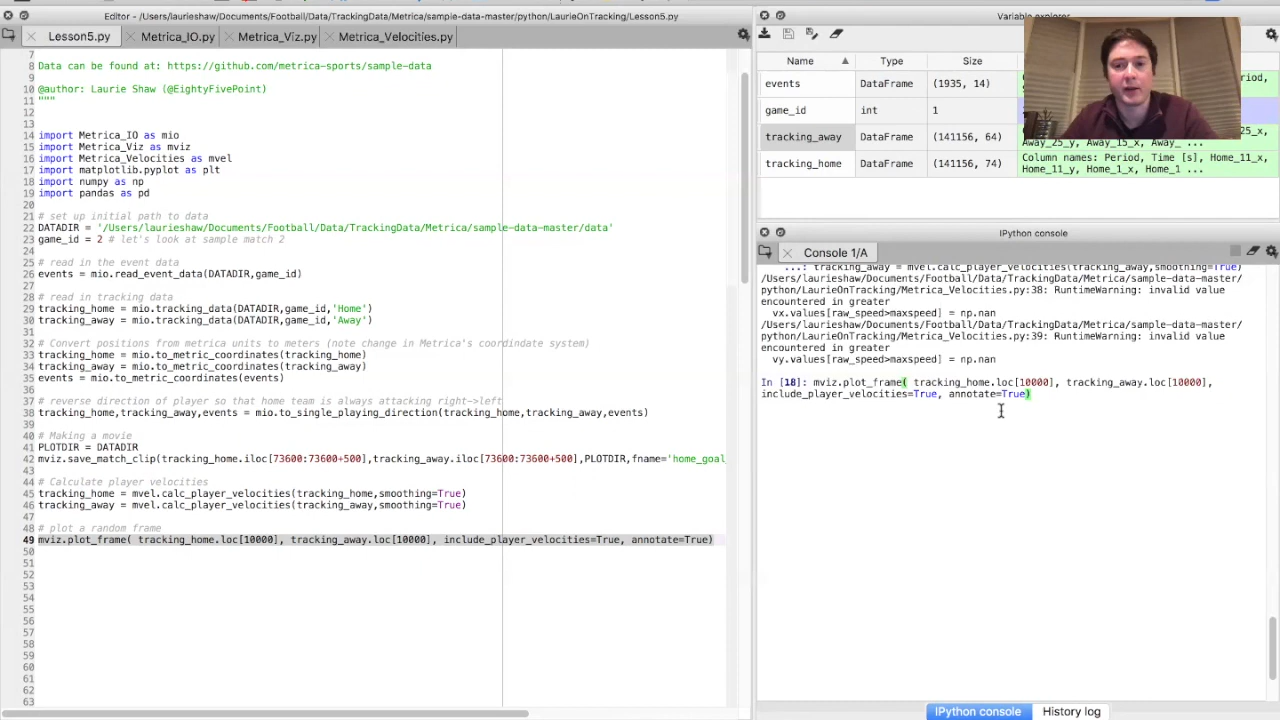 Editor - /Users/laurieshaw/Documents/Football/Data/TrackingData/Metrica/sample-data-master/python/LaurieOnTracking/Lesson5.py
Lesson5.py
Metrica_IO.py
Metrica_Viz.py
Metrica_Velocities.py
7
8 Data can be found at: https://github.com/metrica-sports/sample-data
9
10 @author: Laurie Shaw (@EightyFivePoint)
11 """
12
13
14 import Metrica_IO as mio
15 import Metrica_Viz as mviz
16 import Metrica_Velocities as mvel
17 import matplotlib.pyplot as plt
18 import numpy as np
19 import pandas as pd
20
21 # set up initial path to data
22 DATADIR = '/Users/laurieshaw/Documents/Football/Data/TrackingData/Metrica/sample-data-master/data'
23 game_id = 2 # let's look at sample match 2
24
25 # read in the event data
26 events = mio.read_event_data(DATADIR,game_id)
27
28 # read in tracking data
29 tracking_home = mio.tracking_data(DATADIR,game_id,'Home')
30 tracking_away = mio.tracking_data(DATADIR,game_id,'Away')
31
32 # Convert positions from metrica units to meters (note change in Metrica's coordindate system)
33 tracking_home = mio.to_metric_coordinates(tracking_home)
34 tracking_away = mio.to_metric_coordinates(tracking_away)
35 events = mio.to_metric_coordinates(events)
36
37 # reverse direction of player so that home team is always attacking right->left
38 tracking_home,tracking_away,events = mio.to_single_playing_direction(tracking_home,tracking_away,events)
39
40 # Making a movie
41 PLOTDIR = DATADIR
42 mviz.save_match_clip(tracking_home.iloc[73600:73600+500],tracking_away.iloc[73600:73600+500],PLOTDIR,fname='home_goal
43
44 # Calculate player velocities
45 tracking_home = mvel.calc_player_velocities(tracking_home,smoothing=True)
46 tracking_away = mvel.calc_player_velocities(tracking_away,smoothing=True)
47
48 # plot a random frame
49 mviz.plot_frame( tracking_home.loc[10000], tracking_away.loc[10000], include_player_velocities=True, annotate=True)
50
51
52
53
54
55
56
57
58
59
60
61
62
63
Name Type Size
events DataFrame (1935, 14)
game_id int 1
tracking_away DataFrame (141156, 64)
Away_25_y, Away_15_x, Away_ ...
tracking_home DataFrame (141156, 74) Column names: Period, Time [s], Home_11_x,
Home_11_y, Home_1_x, Home_1 ...
IPython console
Console 1/A
...: tracking_away = mvel.calc_player_velocities(tracking_away,smoothing=True)
/Users/laurieshaw/Documents/Football/Data/TrackingData/Metrica/sample-data-master/
python/LaurieOnTracking/Metrica_Velocities.py:38: RuntimeWarning: invalid value
encountered in greater
vx.values[raw_speed>maxspeed] = np.nan
/Users/laurieshaw/Documents/Football/Data/TrackingData/Metrica/sample-data-master/
python/LaurieOnTracking/Metrica_Velocities.py:39: RuntimeWarning: invalid value
encountered in greater
vy.values[raw_speed>maxspeed] = np.nan
In [18]: mviz.plot_frame( tracking_home.loc[10000], tracking_away.loc[10000],
include_player_velocities=True, annotate=True)
IPython console
History log